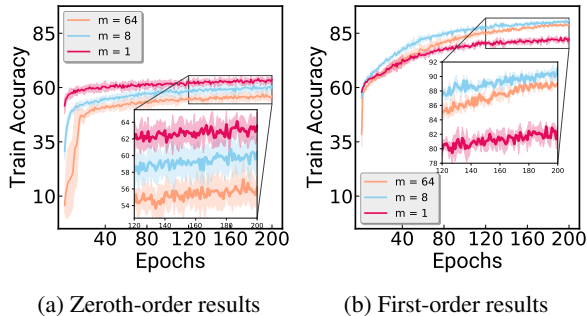 m = 64
m = 8
m = 1
85
60
35
10
Train Accuracy
64
62
60
58
56
54
120 140 160 180 200
40 80 120 160 200
Epochs
(a) Zeroth-order results
85
60
35
10
Train Accuracy
92
90
88
86
84
82
80
78
120 140 160 180 200
m = 64
m = 8
m = 1
40 80 120 160 200
Epochs
(b) First-order results